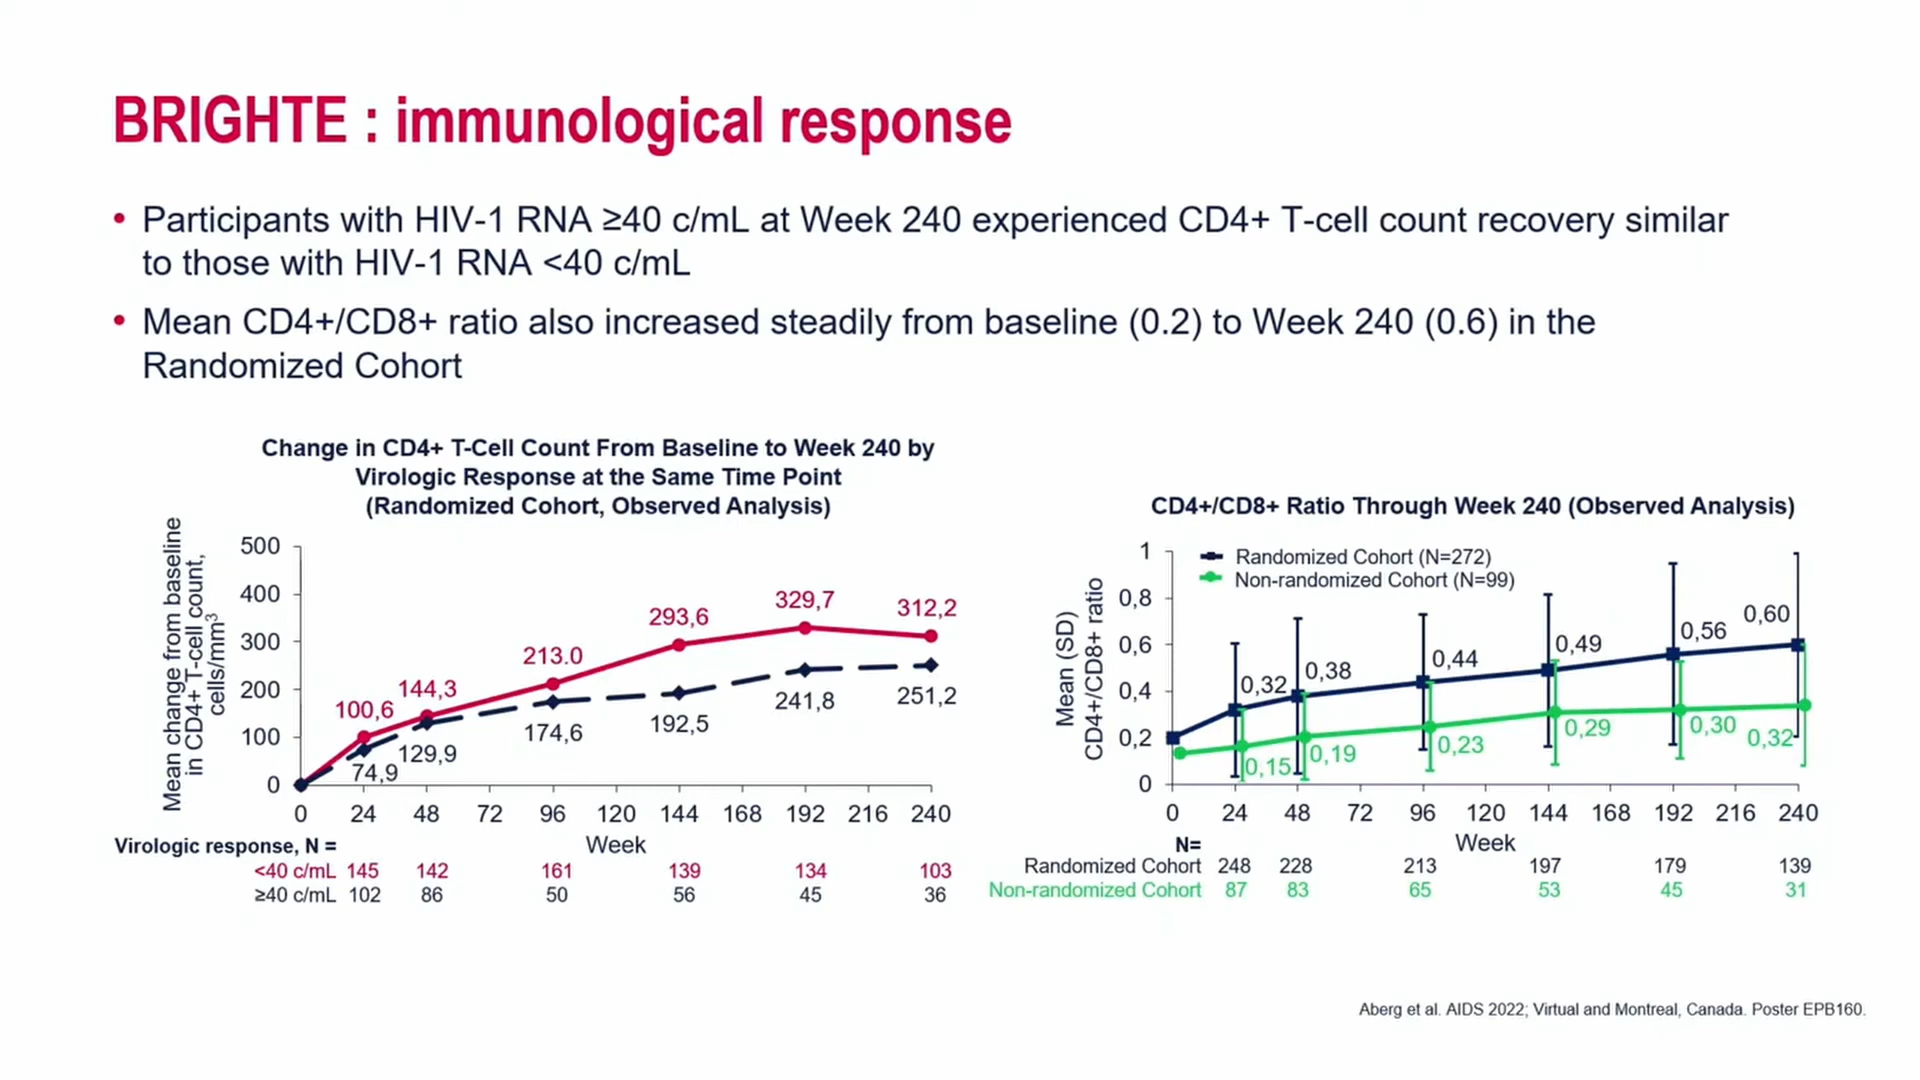 BRIGHTE : immunological response
• Participants with HIV-1 RNA ≥40 c/mL at Week 240 experienced CD4+ T-cell count recovery similar
to those with HIV-1 RNA <40 c/mL
• Mean CD4+/CD8+ ratio also increased steadily from baseline (0.2) to Week 240 (0.6) in the
Randomized Cohort
Change in CD4+ T-Cell Count From Baseline to Week 240 by
Virologic Response at the Same Time Point
(Randomized Cohort, Observed Analysis)
Mean change from baseline
in CD4+ T-cell count,
cells/mm³
500
400
300
200
100
0
100,6
144,3
213.0
293,6
329,7
312,2
74,9
129,9
174,6
192,5
241,8
251,2
0 24 48 72 96 120 144 168 192 216 240
Week
Virologic response, N =
<40 c/mL 145 142 161 139 134 103
≥40 c/mL 102 86 50 56 45 36
CD4+/CD8+ Ratio Through Week 240 (Observed Analysis)
Mean (SD)
CD4+/CD8+ ratio
1
0,8
0,6
0,4
0,2
0
Randomized Cohort (N=272)
Non-randomized Cohort (N=99)
0,32
0,38
0,44
0,49
0,56
0,60
0,15
0,19
0,23
0,29
0,30
0,32
0 24 48 72 96 120 144 168 192 216 240
Week
N=
Randomized Cohort 248 228 213 197 179 139
Non-randomized Cohort 87 83 65 53 45 31
Aberg et al. AIDS 2022; Virtual and Montreal, Canada. Poster EPB160.